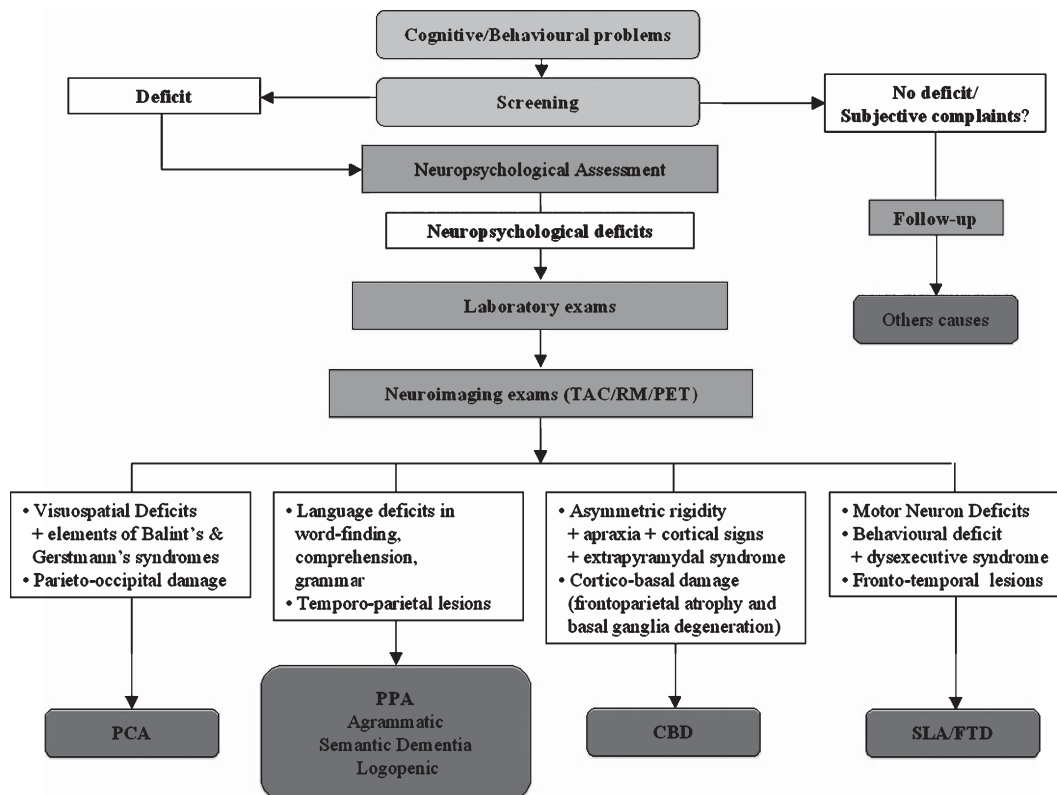 Cognitive/Behavioural problems
Deficit
Screening
No deficit/
Subjective complaints?
Neuropsychological Assessment
Neuropsychological deficits
Follow-up
Laboratory exams
Others causes
Neuroimaging exams (TAC/RM/PET)
• Visuospatial Deficits
+ elements of Balint's &
Gerstmann's syndromes
• Parieto-occipital damage
• Language deficits in
word-finding,
comprehension,
grammar
• Temporo-parietal lesions
• Asymmetric rigidity
+ apraxia + cortical signs
+ extrapyramydal syndrome
• Cortico-basal damage
(frontoparietal atrophy and
basal ganglia degeneration)
• Motor Neuron Deficits
• Behavioural deficit
+ dysexecutive syndrome
• Fronto-temporal lesions
PCA
PPA
Agrammatic
Semantic Dementia
Logopenic
CBD
SLA/FTD